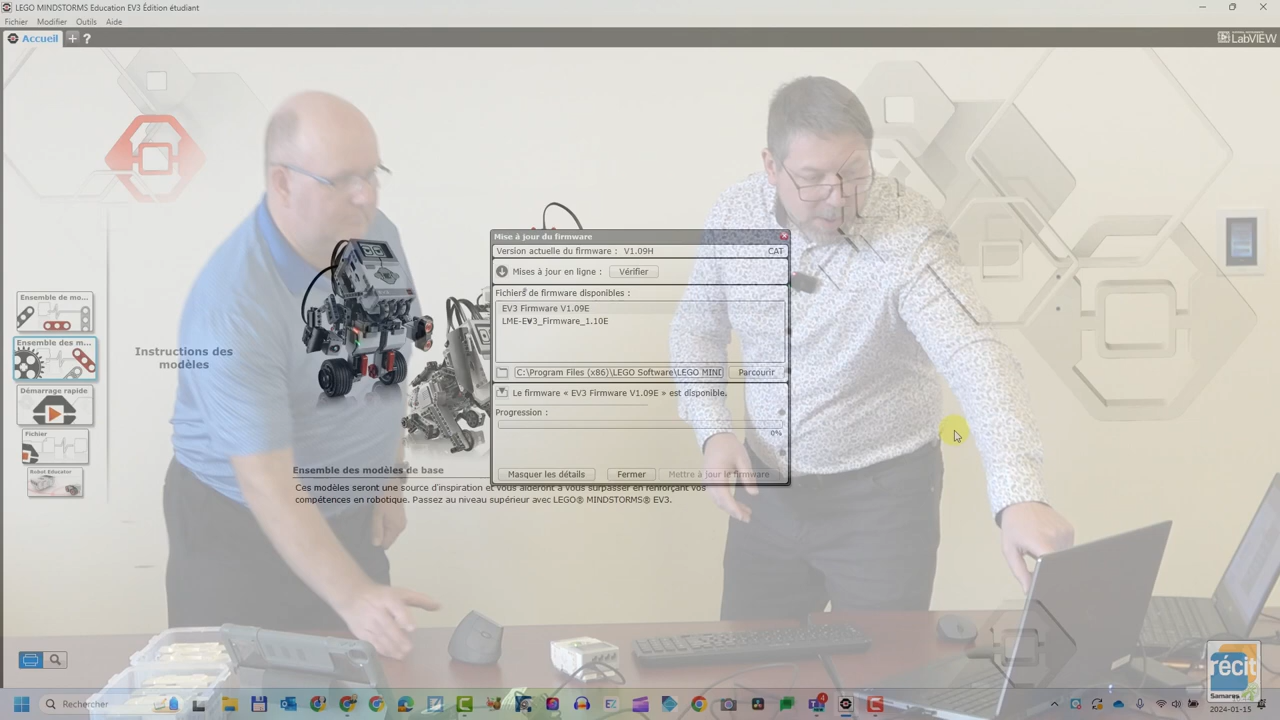 LEGO MINDSTORMS Education EV3 Édition étudiant
Fichier Modifier Outils Aide
Accueil + ?
LabVIEW
Mise à jour du firmware
Version actuelle du firmware : V1.09H CAT
Mises à jour en ligne : Vérifier
Fichiers de firmware disponibles :
EV3 Firmware V1.09E
LME-EV3_Firmware_1.10E
C:\Program Files (x86)\LEGO Software\LEGO MIND
Parcourir
Le firmware « EV3 Firmware V1.09E » est disponible.
Progression :
0%
Masquer les détails Fermer Mettre à jour le firmware
Ensemble de mo...
Ensemble des m...
Démarrage rapide
Fichier
Robot Educator
Instructions des
modèles
Ensemble des modèles de base
Ces modèles seront une source d'inspiration et vous aideront à vous surpasser en renforçant vos
compétences en robotique. Passez au niveau supérieur avec LEGO® MINDSTORMS® EV3.
récit
Samares
Rechercher
4
2024-01-15